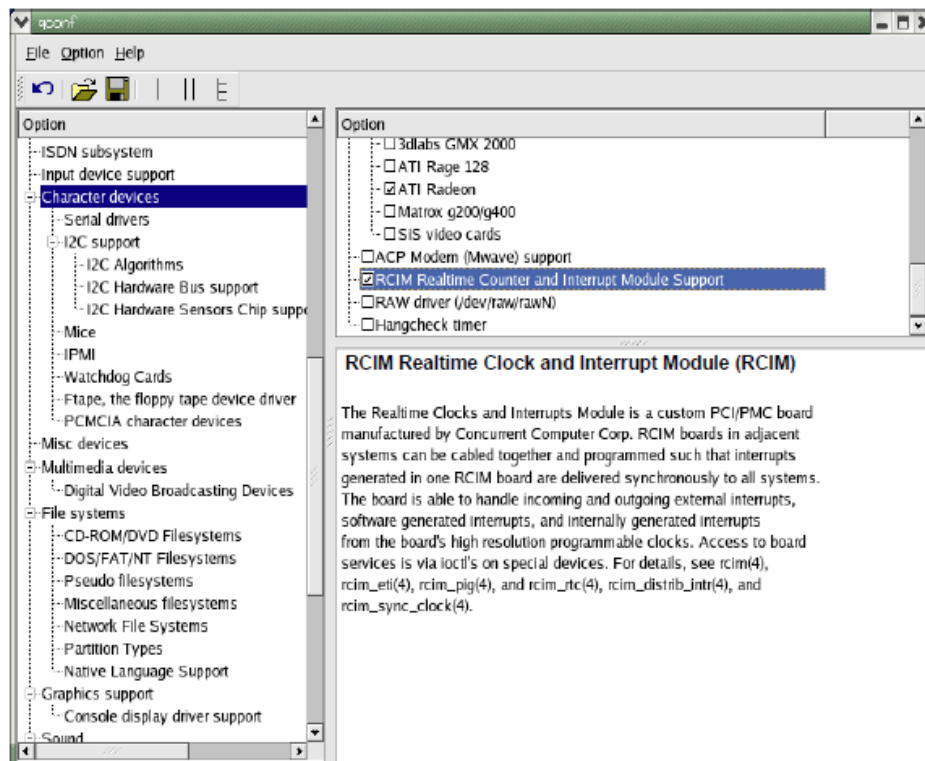 qconf
File Option Help
Option
ISDN subsystem
Input device support
Character devices
Serial drivers
I2C support
I2C Algorithms
I2C Hardware Bus support
I2C Hardware Sensors Chip suppo
Mice
IPMI
Watchdog Cards
Ftape, the floppy tape device driver
PCMCIA character devices
Misc devices
Multimedia devices
Digital Video Broadcasting Devices
File systems
CD-ROM/DVD Filesystems
DOS/FAT/NT Filesystems
Pseudo filesystems
Miscellaneous filesystems
Network File Systems
Partition Types
Native Language Support
Graphics support
Console display driver support
Sound
Option
3dlabs GMX 2000
ATI Rage 128
ATI Radeon
Matrox g200/g400
SIS video cards
ACP Modem (Mwave) support
RCIM Realtime Counter and Interrupt Module Support
RAW driver (/dev/raw/rawN)
Hangcheck timer
RCIM Realtime Clock and Interrupt Module (RCIM)
The Realtime Clocks and Interrupts Module is a custom PCI/PMC board
manufactured by Concurrent Computer Corp. RCIM boards in adjacent
systems can be cabled together and programmed such that interrupts
generated in one RCIM board are delivered synchronously to all systems.
The board is able to handle incoming and outgoing external interrupts,
software generated interrupts, and internally generated interrupts
from the board's high resolution programmable clocks. Access to board
services is via ioctl's on special devices. For details, see rcim(4),
rcim_eti(4), rcim_pig(4), and rcim_rtc(4), rcim_distrib_intr(4), and
rcim_sync_clock(4).